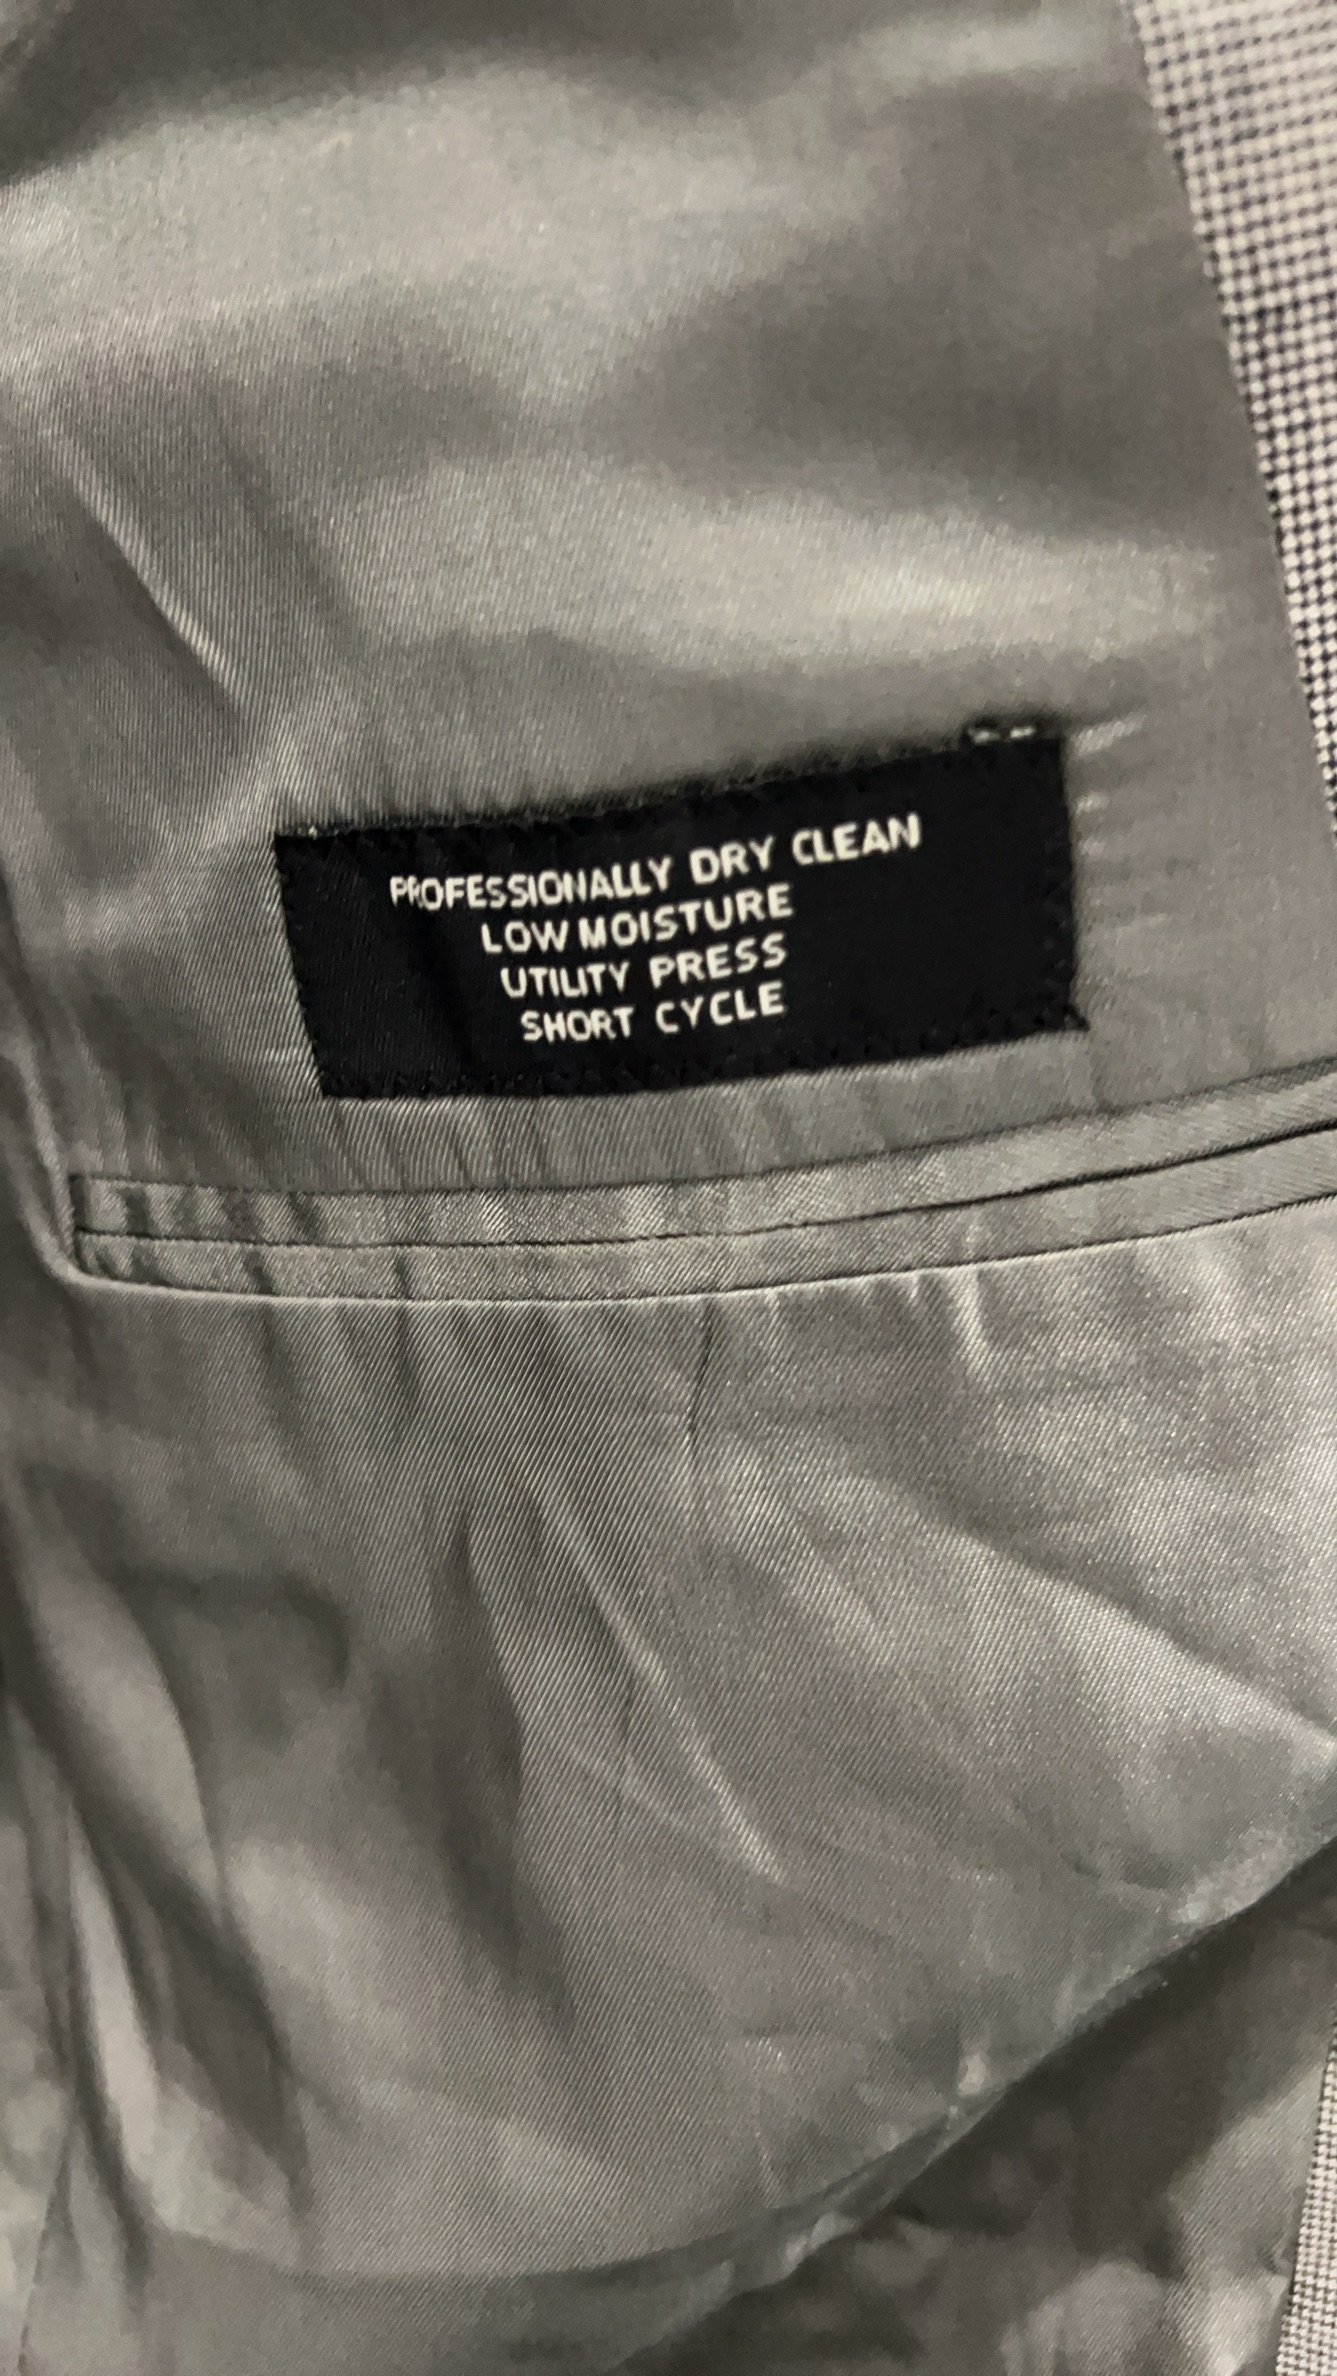 PROFESSIONALLY DRY CLEAN
LOW MOISTURE
UTILITY PRESS
SHORT CYCLE